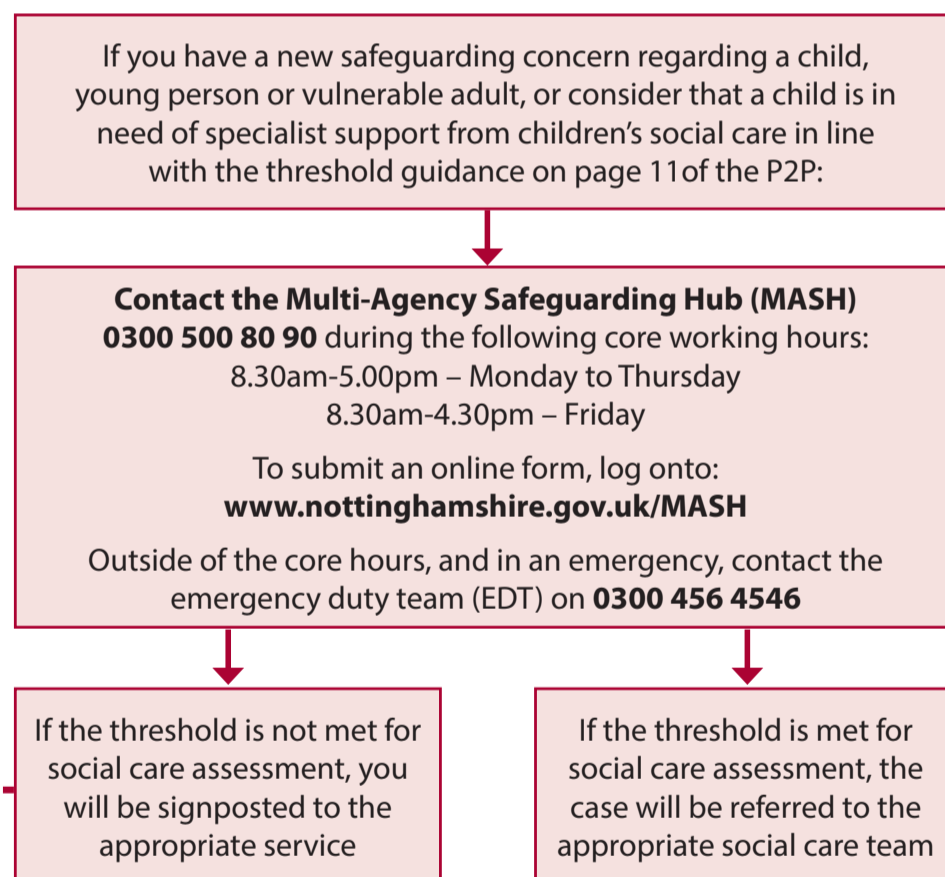 If you have a new safeguarding concern regarding a child,
young person or vulnerable adult, or consider that a child is in
need of specialist support from children’s social care in line
with the threshold guidance on page 11of the P2P:
Contact the Multi-Agency Safeguarding Hub (MASH)
0300 500 80 90 during the following core working hours:
8.30am-5.00pm – Monday to Thursday
8.30am-4.30pm – Friday
To submit an online form, log onto:
www.nottinghamshire.gov.uk/MASH
Outside of the core hours, and in an emergency, contact the
emergency duty team (EDT) on 0300 456 4546
If the threshold is not met for
social care assessment, you
will be signposted to the
appropriate service
If the threshold is met for
social care assessment, the
case will be referred to the
appropriate social care team